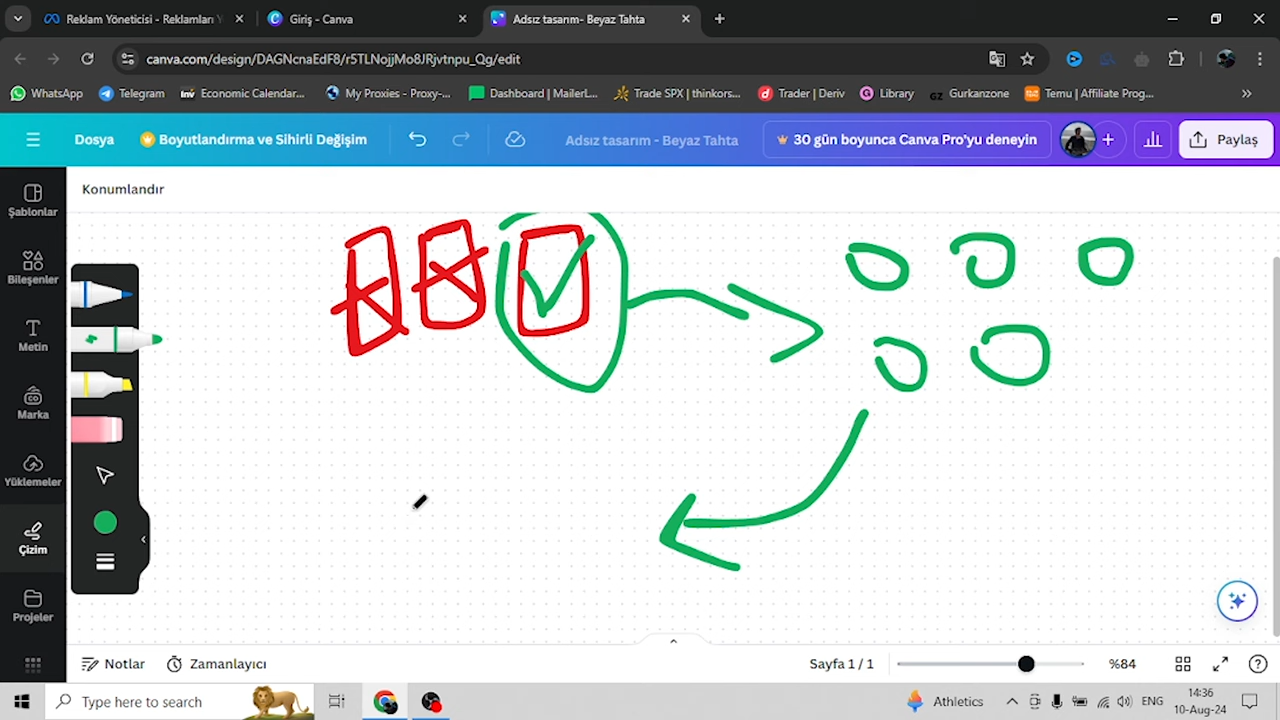 Reklam Yöneticisi - Reklamları Y
Giriş - Canva
Adsız tasarım- Beyaz Tahta
canva.com/design/DAGNcnaEdF8/r5TLNojjMo8JRjvtnpu_Qg/edit
WhatsApp
Telegram
Economic Calendar...
My Proxies - Proxy-...
Dashboard | MailerL...
Trade SPX | thinkors...
Trader | Deriv
Library
GZ Gurkanzone
Temu | Affiliate Prog...
Dosya
Boyutlandırma ve Sihirli Değişim
Adsız tasarım - Beyaz Tahta
30 gün boyunca Canva Pro'yu deneyin
Paylaş
Konumlandır
Şablonlar
Bileşenler
Metin
Marka
Yüklemeler
Çizim
Projeler
Notlar
Zamanlayıcı
Sayfa 1 / 1
%84
Type here to search
Athletics
ENG
14:36
10-Aug-24